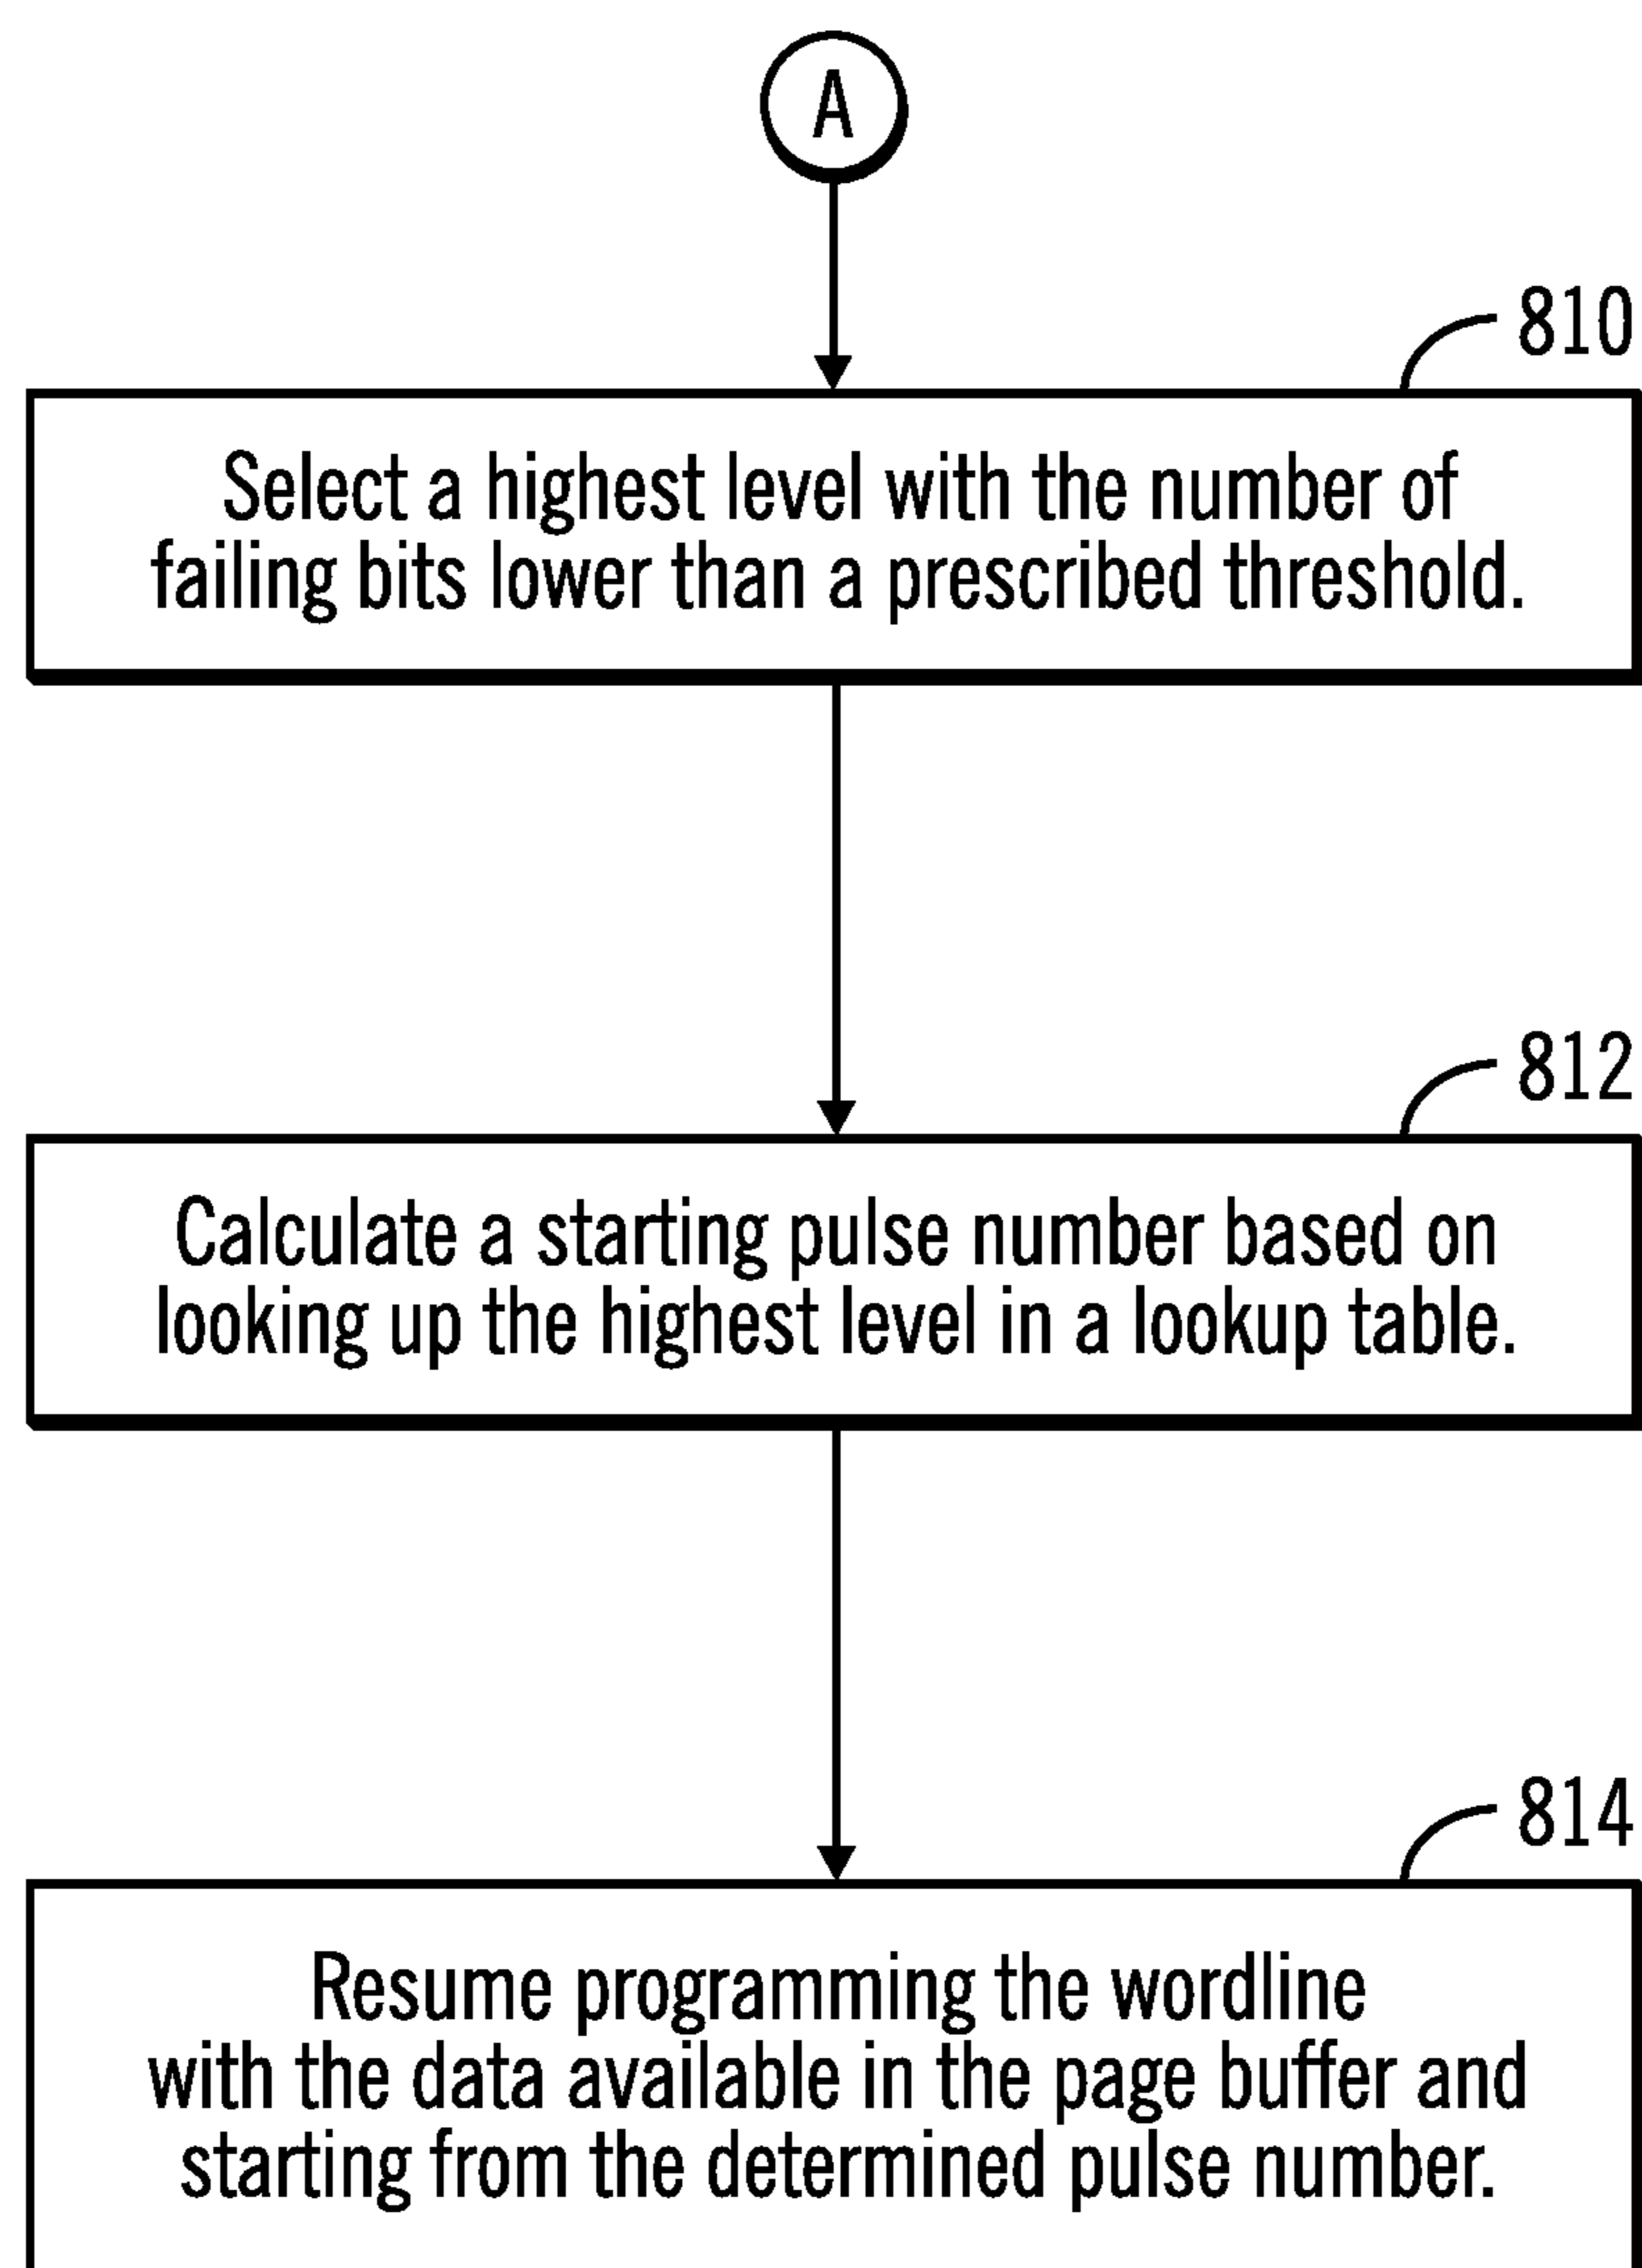 A
810
Select a highest level with the number of
failing bits lower than a prescribed threshold.
812
Calculate a starting pulse number based on
looking up the highest level in a lookup table.
814
Resume programming the wordline
with the data available in the page buffer and
starting from the determined pulse number.